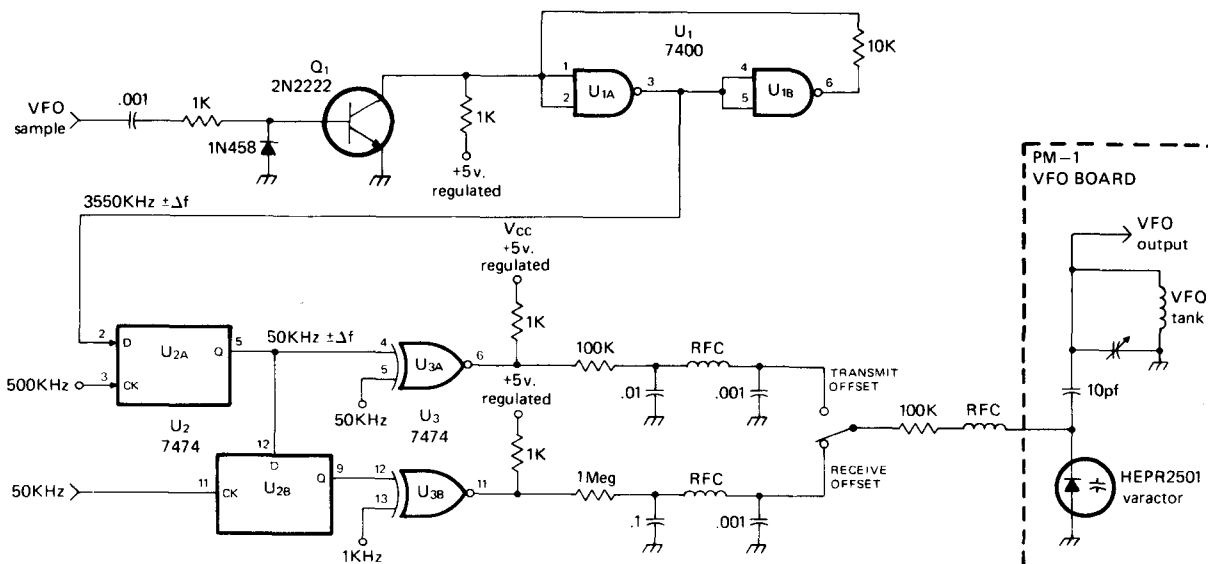 U1
7400
Q1
2N2222
VFO
sample
.001
1K
1N458
1K
+5v.
regulated
1
2
U1A
3
4
5
U1B
6
10K
3550KHz ±Δf
VCC
+5v.
regulated
1K
2
D
U2A
Q
5
50KHz ±Δf
500KHz
3
CK
U2
7474
4
5
U3A
6
50KHz
U3
7474
100K
RFC
.01
.001
TRANSMIT
OFFSET
+5v.
regulated
1K
12
D
50KHz
11
CK
U2B
Q
9
12
13
U3B
11
1KHz
1Meg
RFC
.1
.001
RECEIVE
OFFSET
100K
RFC
PM-1
VFO BOARD
VFO
output
VFO
tank
10pf
HEPR2501
varactor